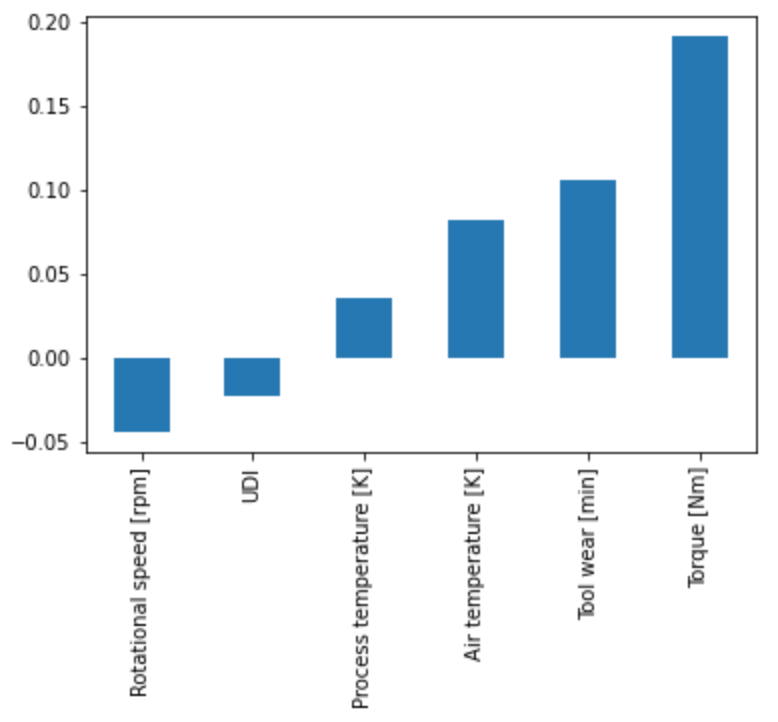 0.20
0.15
0.10
0.05
0.00
−0.05
Rotational speed [rpm]
UDI
Process temperature [K]
Air temperature [K]
Tool wear [min]
Torque [Nm]